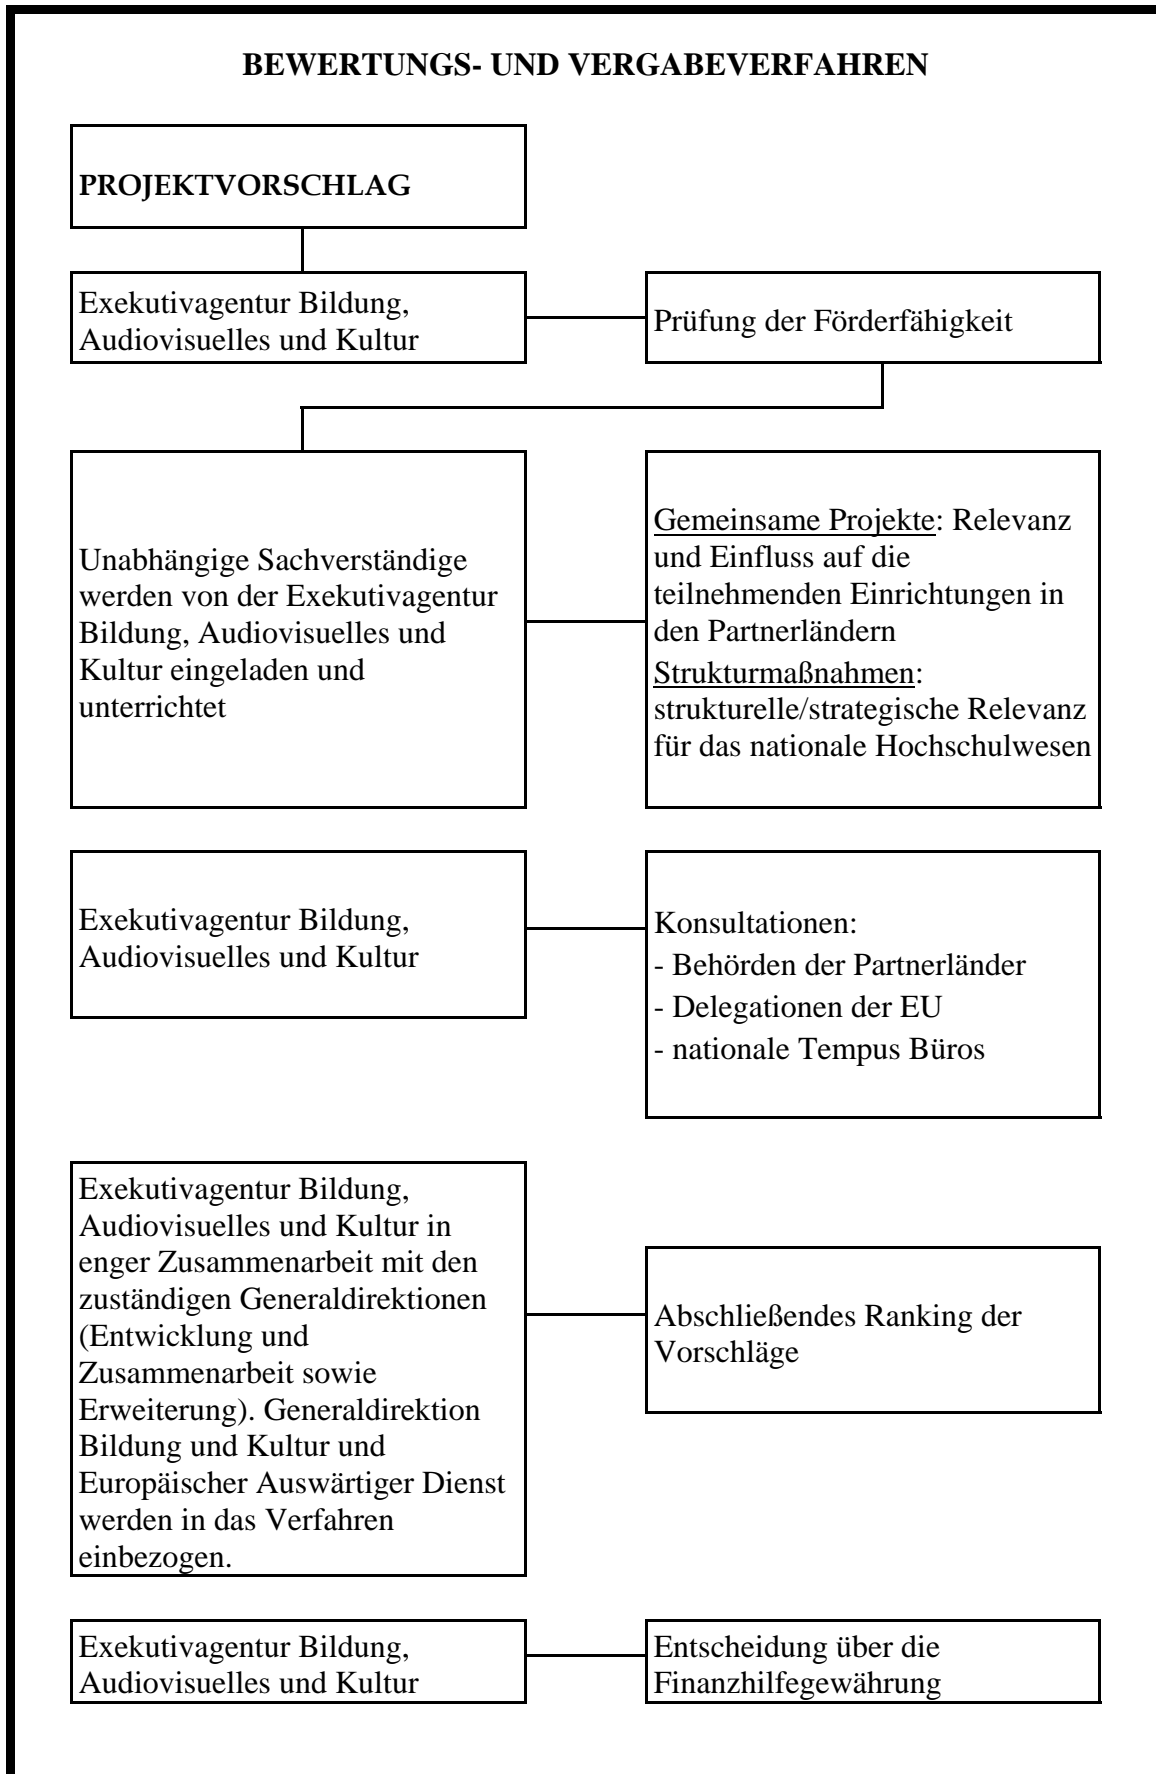 BEWERTUNGS- UND VERGABEVERFAHREN
PROJEKTVORSCHLAG
Exekutivagentur Bildung,
Audiovisuelles und Kultur
Prüfung der Förderfähigkeit
Unabhängige Sachverständige
werden von der Exekutivagentur
Bildung, Audiovisuelles und
Kultur eingeladen und
unterrichtet
Gemeinsame Projekte: Relevanz
und Einfluss auf die
teilnehmenden Einrichtungen in
den Partnerländern
Strukturmaßnahmen:
strukturelle/strategische Relevanz
für das nationale Hochschulwesen
Exekutivagentur Bildung,
Audiovisuelles und Kultur
Konsultationen:
- Behörden der Partnerländer
- Delegationen der EU
- nationale Tempus Büros
Exekutivagentur Bildung,
Audiovisuelles und Kultur in
enger Zusammenarbeit mit den
zuständigen Generaldirektionen
(Entwicklung und
Zusammenarbeit sowie
Erweiterung). Generaldirektion
Bildung und Kultur und
Europäischer Auswärtiger Dienst
werden in das Verfahren
einbezogen.
Abschließendes Ranking der
Vorschläge
Exekutivagentur Bildung,
Audiovisuelles und Kultur
Entscheidung über die
Finanzhilfegewährung